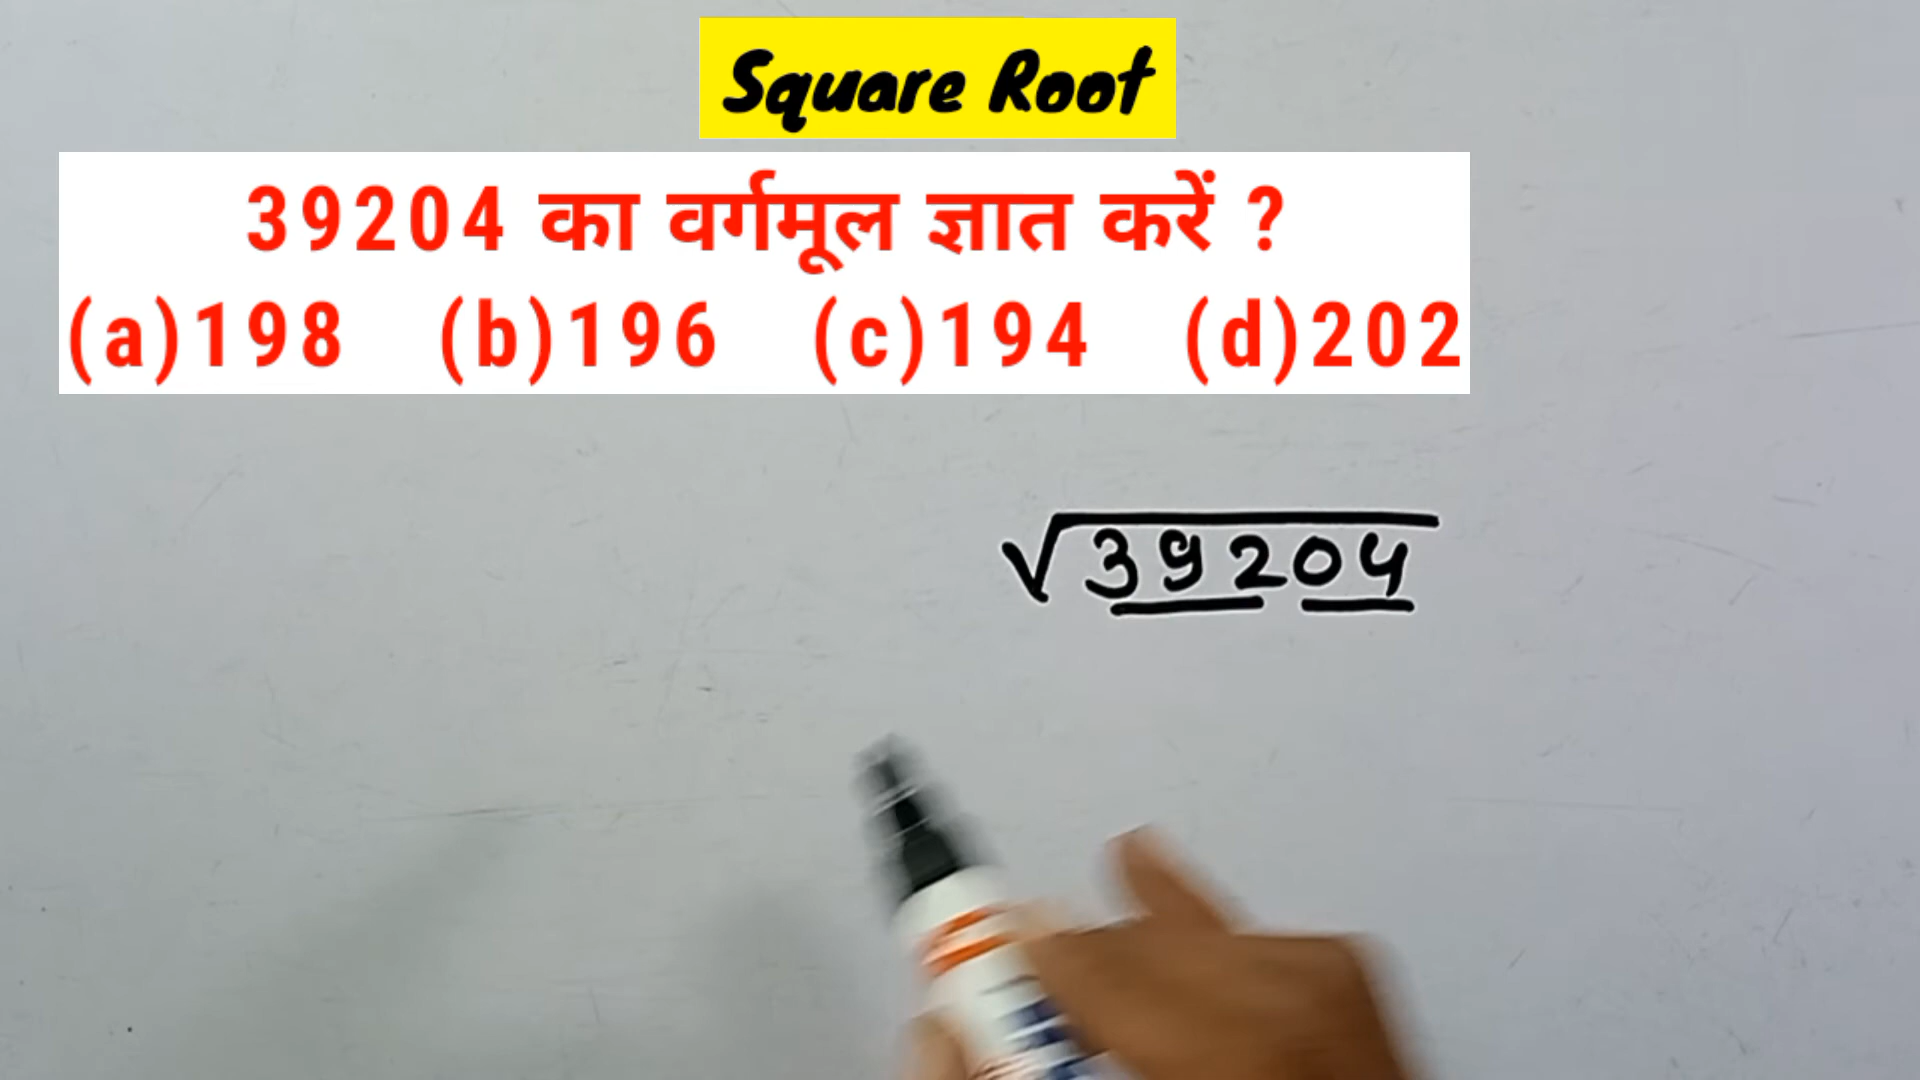 Square Root
39204 का वर्गमूल ज्ञात करें ?
(a)198 (b)196 (c)194 (d)202
√39204